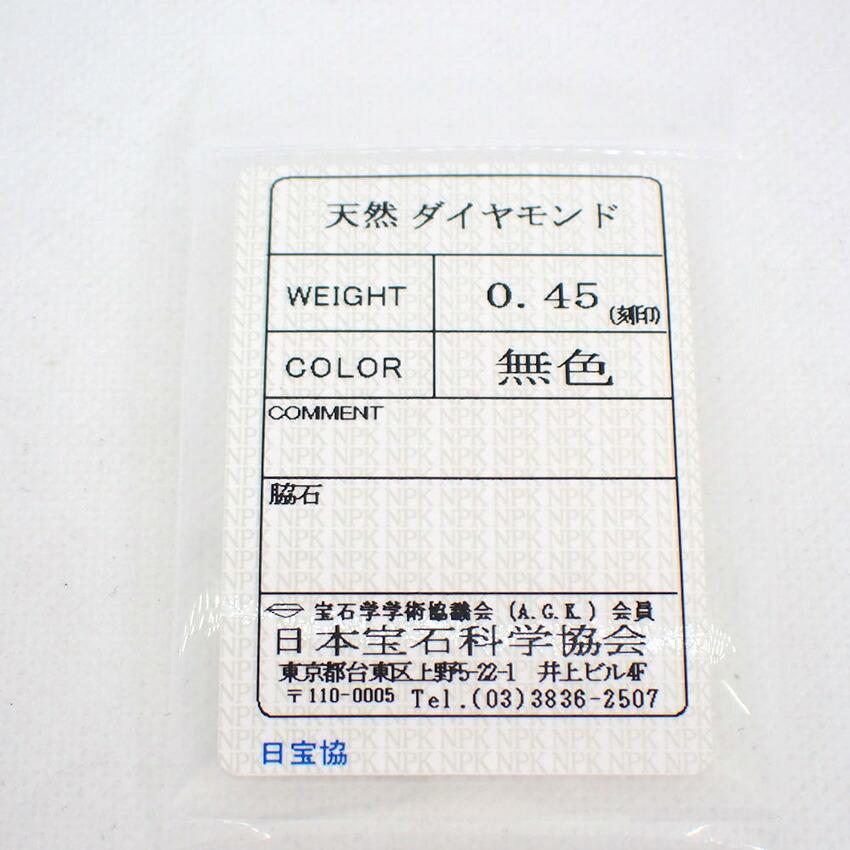 天然 ダイヤモンド
WEIGHT 0.45 (刻印)
COLOR 無色
COMMENT
脇石
宝石学学術協議会 (A.G.K.) 会員
日本宝石科学協会
東京都台東区上野5-22-1 井上ビル4F
〒110-0005 Tel.(03)3836-2507
日宝協